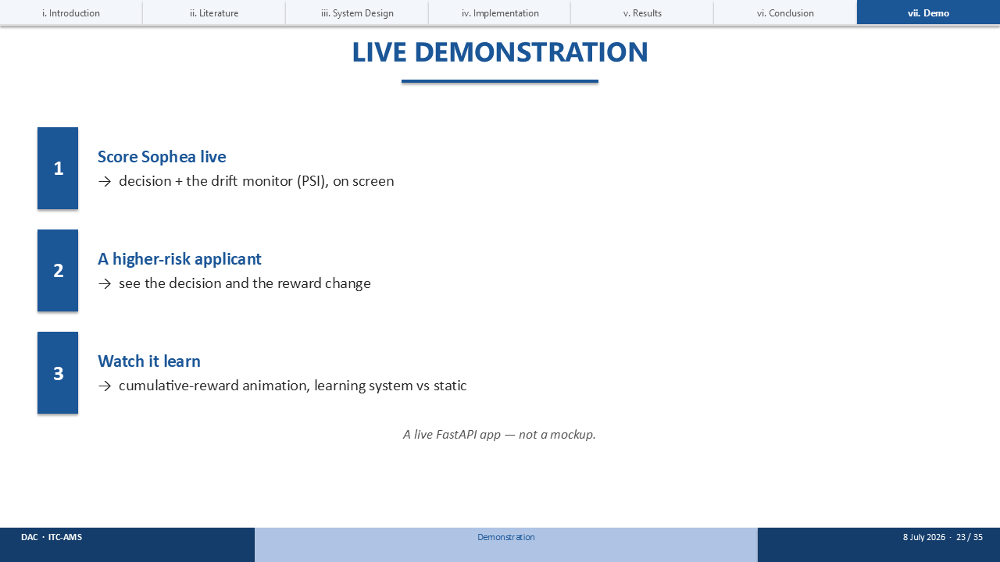 i. Introduction
ii. Literature
iii. System Design
iv. Implementation
v. Results
vi. Conclusion
vii. Demo
LIVE DEMONSTRATION
1
Score Sophea live
→ decision + the drift monitor (PSI), on screen
2
A higher-risk applicant
→ see the decision and the reward change
3
Watch it learn
→ cumulative-reward animation, learning system vs static
A live FastAPI app — not a mockup.
DAC · ITC-AMS
Demonstration
8 July 2026 · 23 / 35